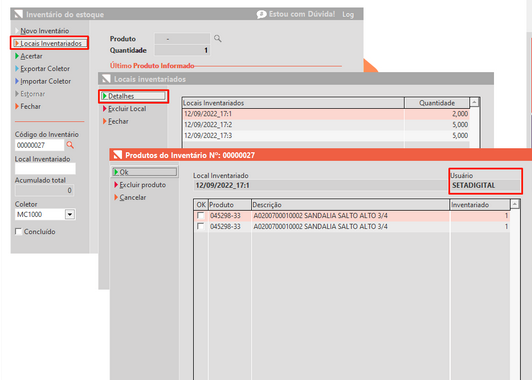 Inventário do estoque
Estou com Dúvida!
Log
Novo Inventário
Locais Inventariados
Acertar
Exportar Coletor
Importar Coletor
Estornar
Fechar
Código do Inventário
00000027
Local Inventariado
Acumulado total
0
Coletor
MC1000
Concluído
Produto -
Quantidade 1
Último Produto Informado
Locais inventariados
Detalhes
Excluir Local
Fechar
Locais Inventariados Quantidade
12/09/2022_17:1 2,000
12/09/2022_17:2 5,000
12/09/2022_17:3 5,000
Produtos do Inventário Nº: 00000027
Ok
Excluir produto
Cancelar
Local Inventariado
12/09/2022_17:1
Usuário
SETADIGITAL
OK Produto Descrição Inventariado
045298-33 A0200700010002 SANDALIA SALTO ALTO 3/4 1
045298-33 A0200700010002 SANDALIA SALTO ALTO 3/4 1